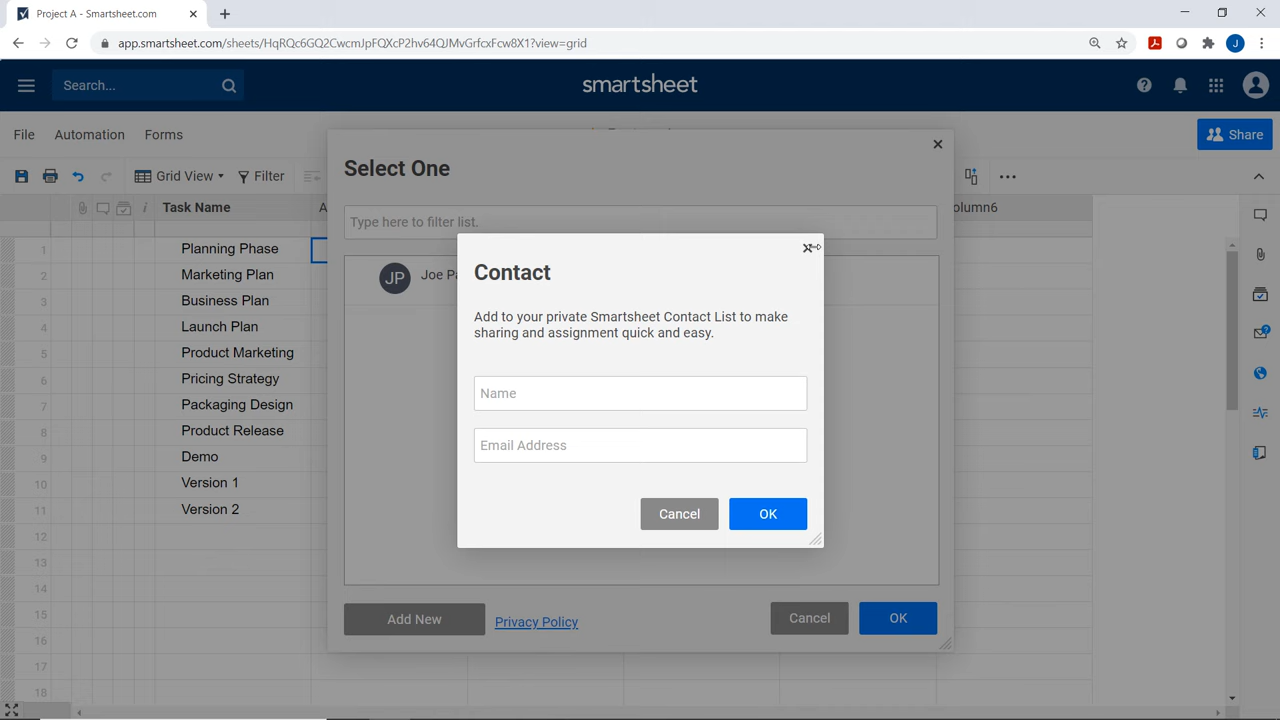 Project A - Smartsheet.com
app.smartsheet.com/sheets/HqRQc6GQ2CwcmJpFQXcP2hv64QJMvGrfcxFcw8X1?view=grid
J
Search...
smartsheet
File Automation Forms
Share
Grid View Filter
Task Name
olumn6
1 Planning Phase
2 Marketing Plan
3 Business Plan
4 Launch Plan
5 Product Marketing
6 Pricing Strategy
7 Packaging Design
8 Product Release
9 Demo
10 Version 1
11 Version 2
12
13
14
15
16
17
18
Select One
Type here to filter list.
JP Joe Pa
Contact
Add to your private Smartsheet Contact List to make
sharing and assignment quick and easy.
Name
Email Address
Cancel OK
Add New Privacy Policy Cancel OK